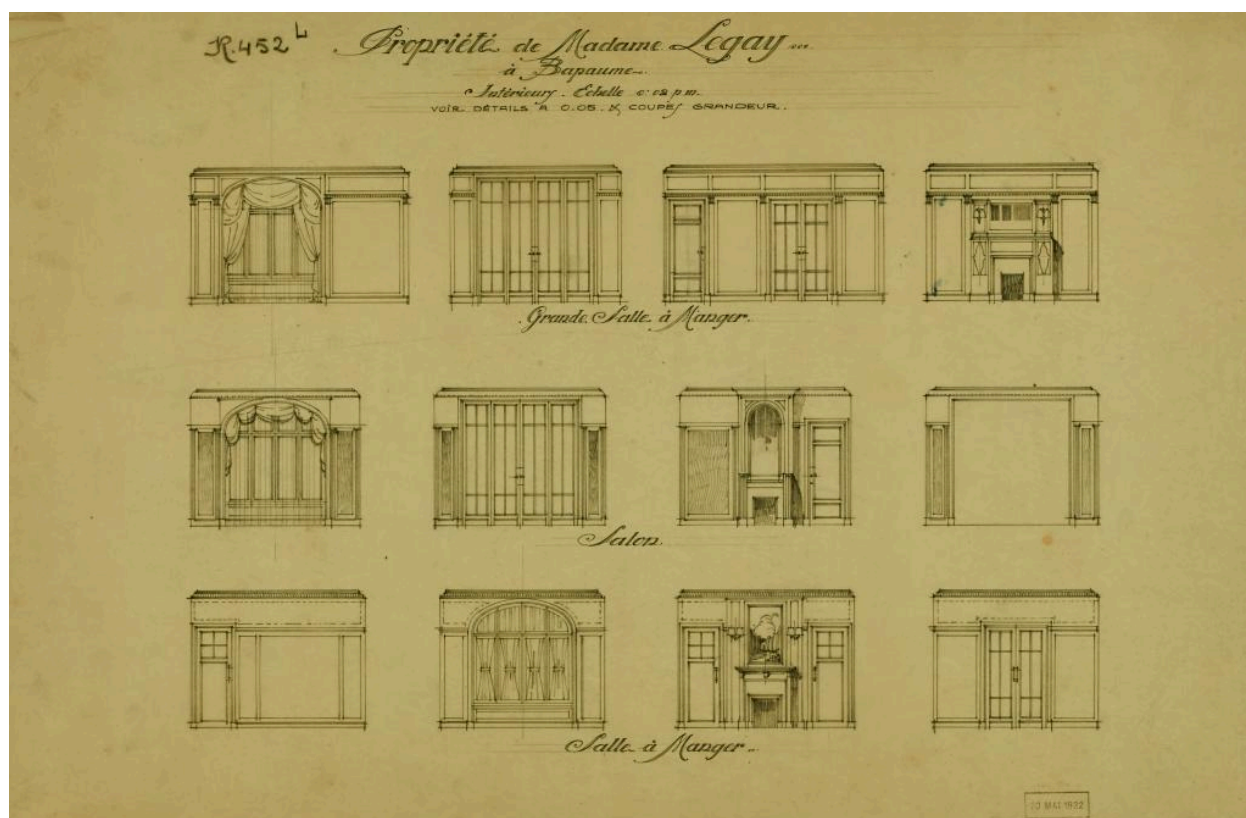 R.452 L
Propriété de Madame Legay ...
à Bapaume.
Intérieurs. Echelle 0.02 p.m.
VOIR DÉTAILS A 0.05. & COUPES GRANDEUR.
Grande Salle à Manger.
Salon.
Salle à Manger.
20 MAI 1922